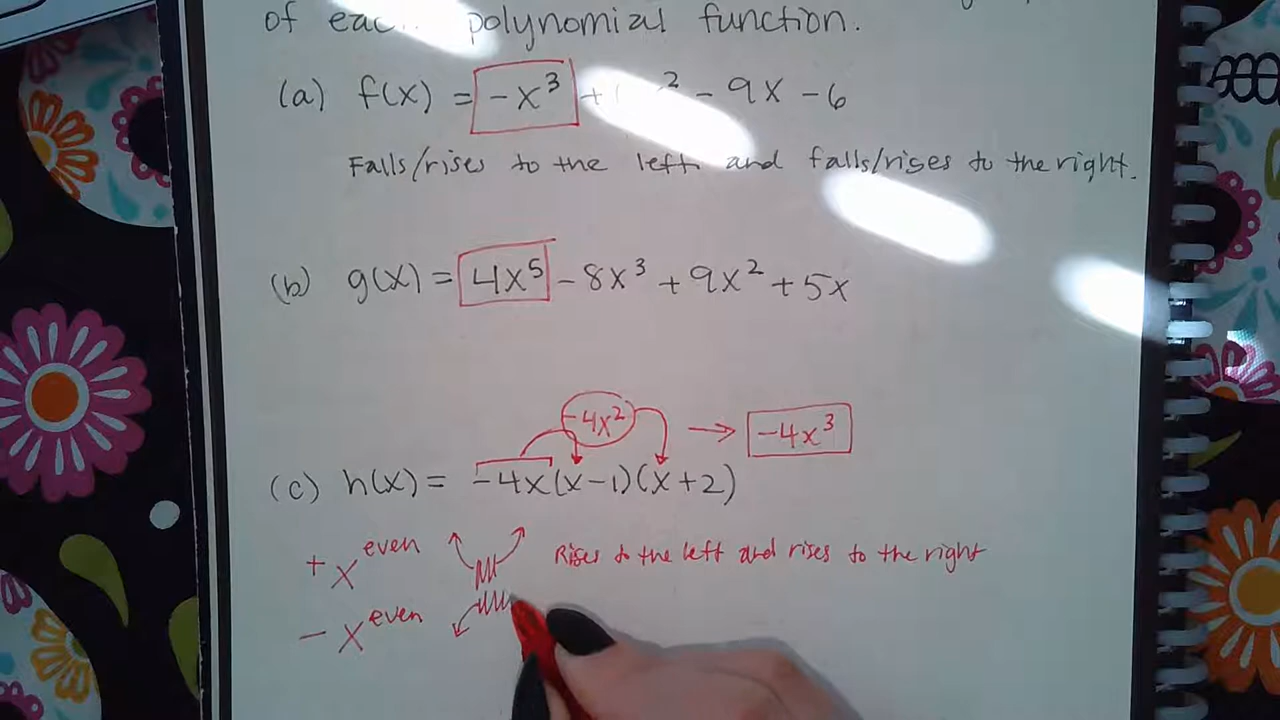 of each polynomial function.
(a) f(x) = -x³ + ² - 9x - 6
Falls/rises to the left and falls/rises to the right.
(b) g(x) = 4x⁵ - 8x³ + 9x² + 5x
-4x² → -4x³
(c) h(x) = -4x(x-1)(x+2)
+x^even Rises to the left and rises to the right
-x^even